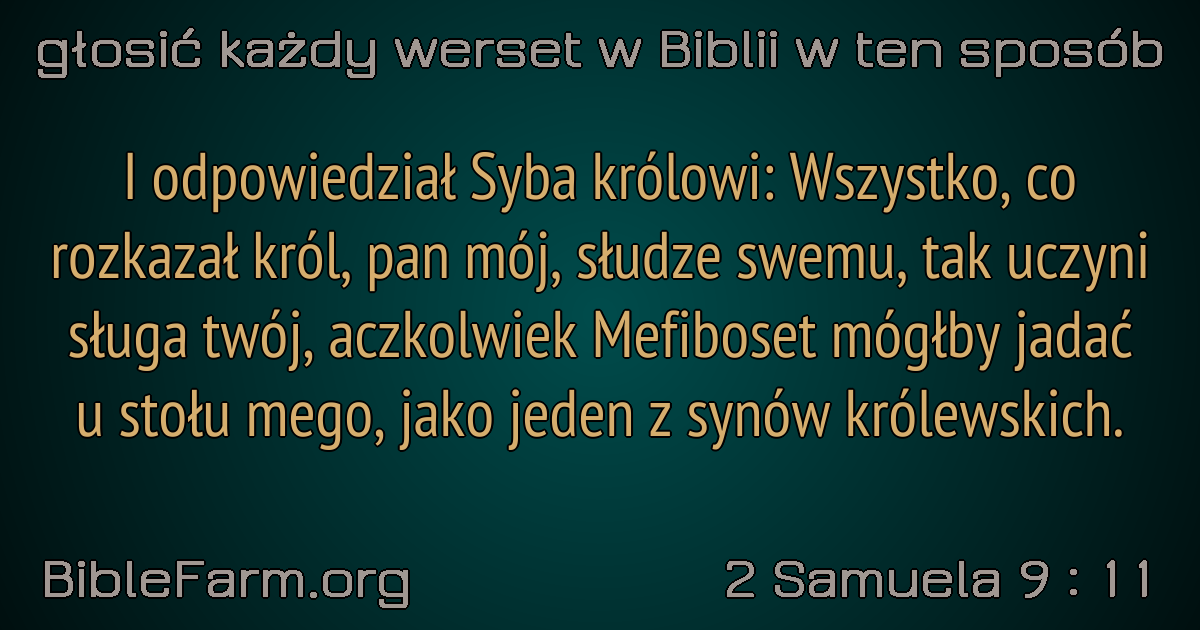 głosić każdy werset w Biblii w ten sposób
I odpowiedział Syba królowi: Wszystko, co
rozkazał król, pan mój, słudze swemu, tak uczyni
sługa twój, aczkolwiek Mefiboset mógłby jadać
u stołu mego, jako jeden z synów królewskich.
BibleFarm.org
2 Samuela 9 : 11